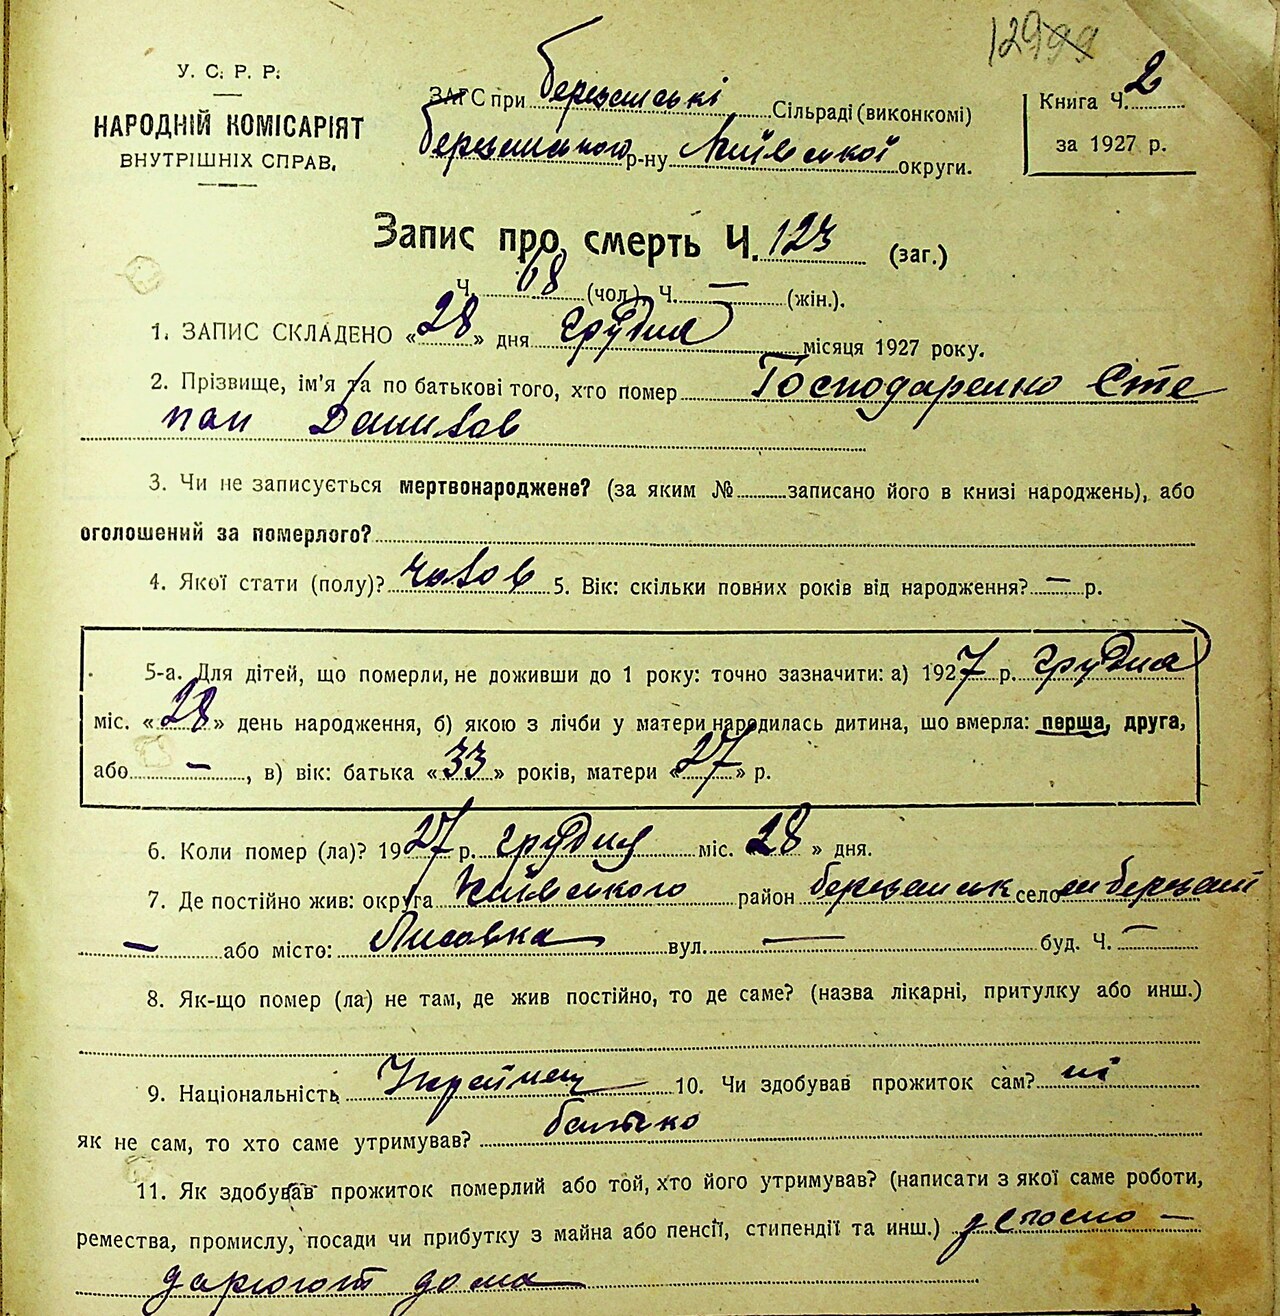 У. С. Р. Р.
НАРОДНІЙ КОМІСАРІЯТ
ВНУТРІШНІХ СПРАВ.
ЗАГС при Березанські Сільраді (виконкомі)
Березанського р-ну Київської округи.
Книга Ч. 2
за 1927 р.
Запис про смерть Ч. 123 (заг.)
Ч. 68 (чол.) Ч. — (жін.).
1. ЗАПИС СКЛАДЕНО «28» дня грудня місяця 1927 року.
2. Прізвище, ім'я та по батькові того, хто помер Господаренко Сте
пан Данилов
3. Чи не записується мертвонароджене? (за яким № записано його в книзі народжень), або
оголошений за померлого?
4. Якої стати (полу)? чолов 5. Вік: скільки повних років від народження? — р.
5-а. Для дітей, що померли, не доживши до 1 року: точно зазначити: а) 1927 р. грудня
міс. «28» день народження, б) якою з лічби у матери народилась дитина, що вмерла: перша, друга,
або —, в) вік: батька «33» років, матери «27» р.
6. Коли помер (ла)? 1927 р. грудня міс. «28» дня.
7. Де постійно жив: округа Київського район березанськ село березані
— або місто: Лисовка вул. — буд. Ч. —
8. Як-що помер (ла) не там, де жив постійно, то де саме? (назва лікарні, притулку або инш.)
9. Національність Украйнец 10. Чи здобував прожиток сам? ні
як не сам, то хто саме утримував? батько
11. Як здобував прожиток померлий або той, хто його утримував? (написати з якої саме роботи,
ремества, промислу, посади чи прибутку з майна або пенсії, стипендії та инш.)
дома